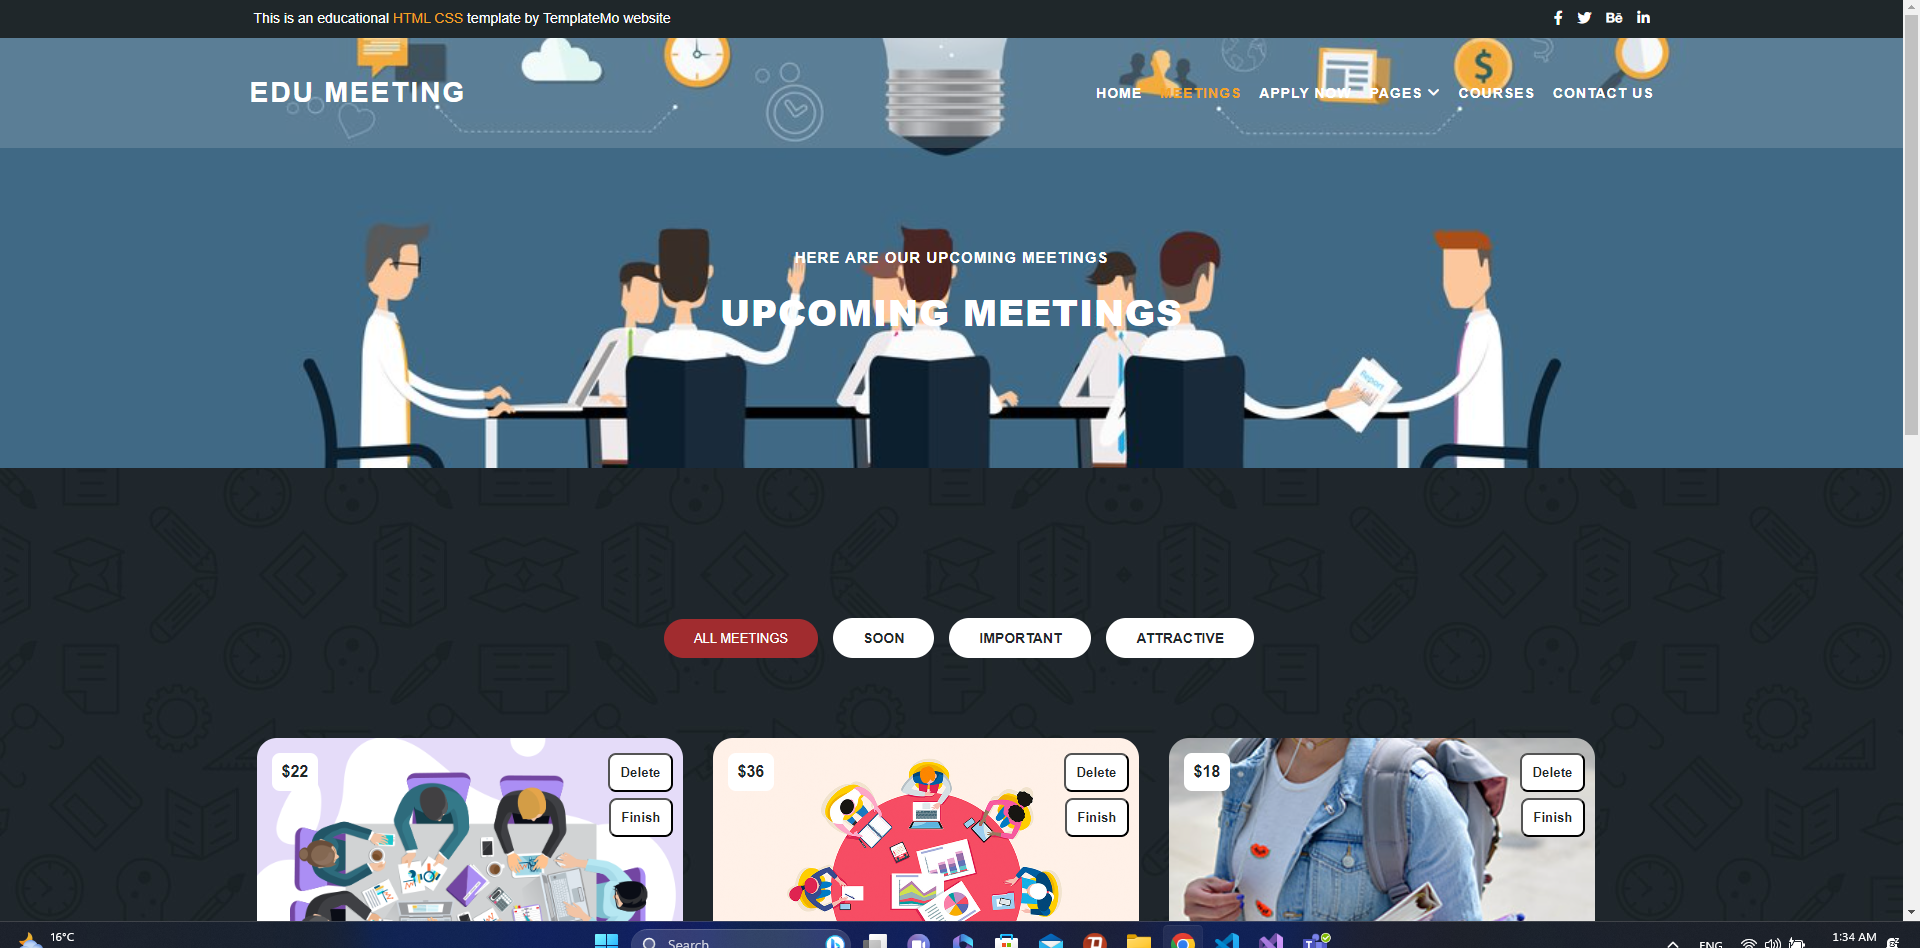 This is an educational HTML CSS template by TemplateMo website
EDU MEETING
HOME MEETINGS APPLY NOW PAGES COURSES CONTACT US
HERE ARE OUR UPCOMING MEETINGS
UPCOMING MEETINGS
Report
ALL MEETINGS SOON IMPORTANT ATTRACTIVE
$22 Delete $36 Delete $18 Delete
Finish Finish Finish
16°C Search ENG 1:34 AM